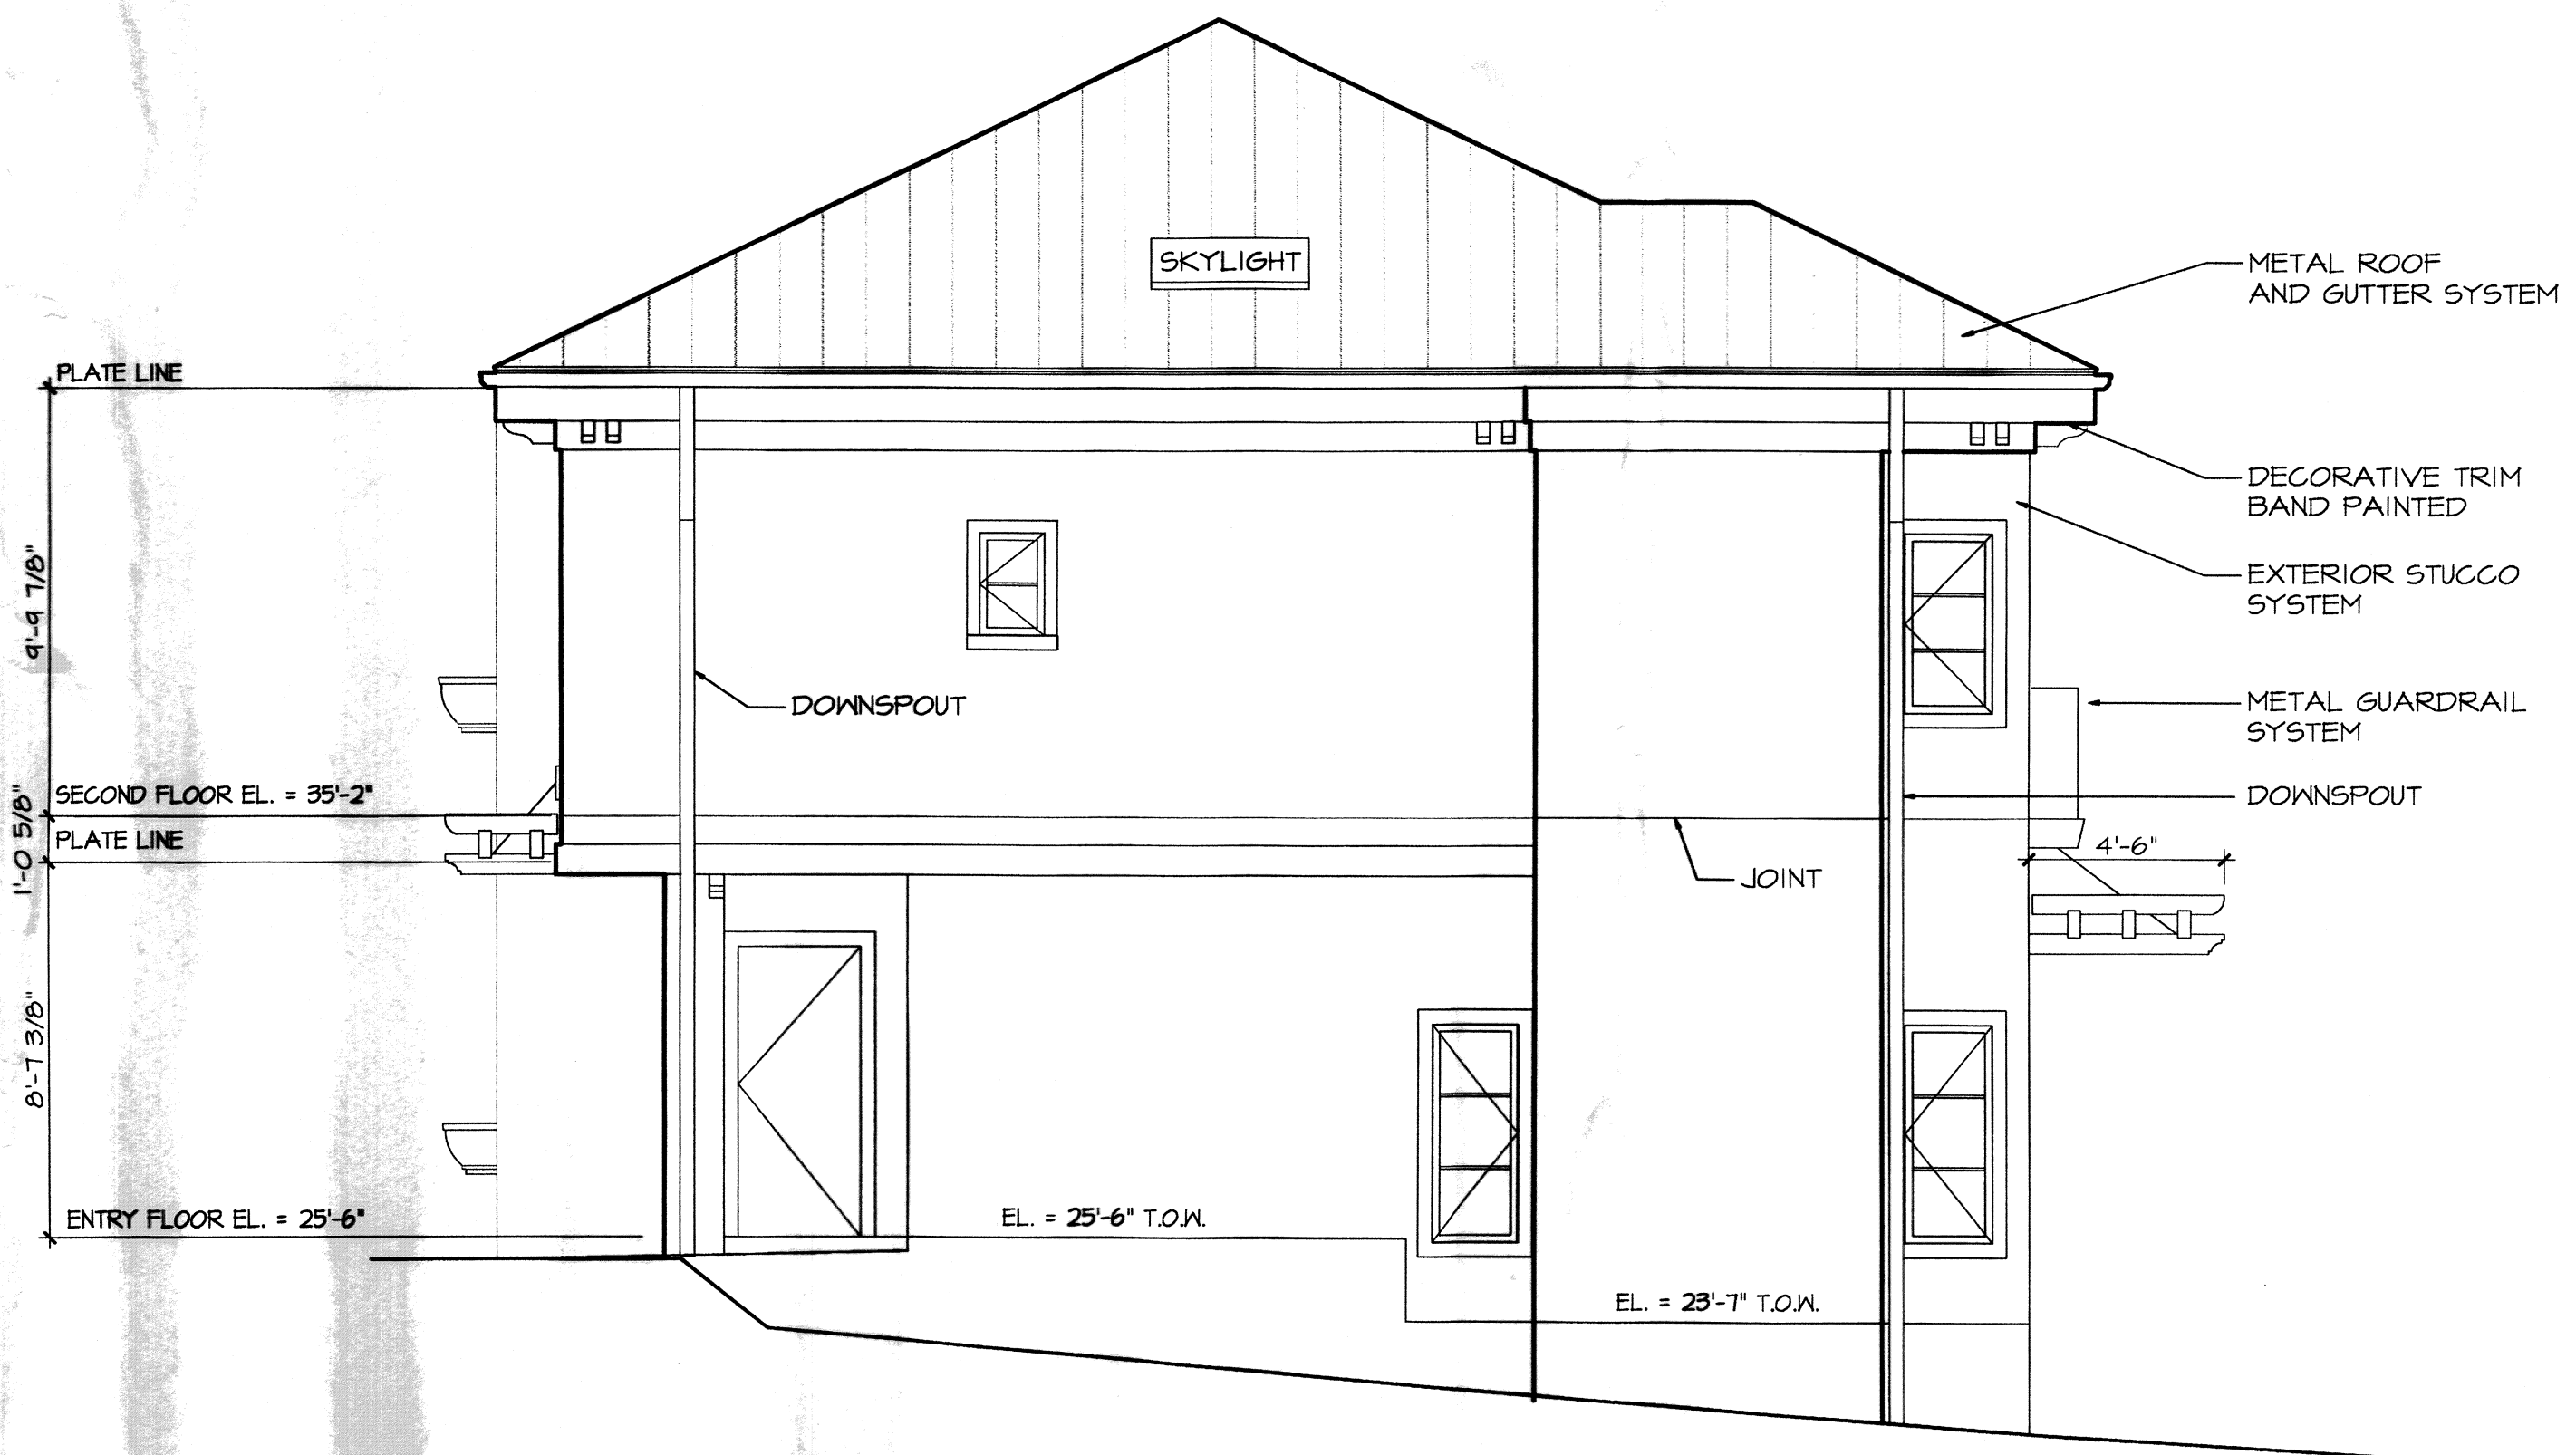 SKYLIGHT
METAL ROOF
AND GUTTER SYSTEM
PLATE LINE
DECORATIVE TRIM
BAND PAINTED
EXTERIOR STUCCO
SYSTEM
9'-9 7/8"
DOWNSPOUT
METAL GUARDRAIL
SYSTEM
SECOND FLOOR EL. = 35'-2"
DOWNSPOUT
1'-0 5/8"
PLATE LINE
4'-6"
JOINT
8'-7 3/8"
ENTRY FLOOR EL. = 25'-6"
EL. = 25'-6" T.O.W.
EL. = 23'-7" T.O.W.